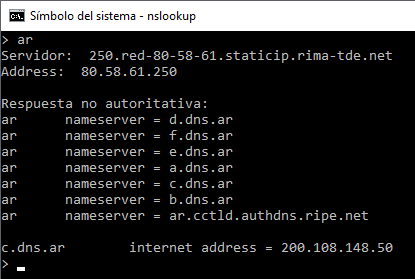 Símbolo del sistema - nslookup
> ar
Servidor:  250.red-80-58-61.staticip.rima-tde.net
Address:  80.58.61.250
Respuesta no autoritativa:
ar      nameserver = d.dns.ar
ar      nameserver = f.dns.ar
ar      nameserver = e.dns.ar
ar      nameserver = a.dns.ar
ar      nameserver = c.dns.ar
ar      nameserver = b.dns.ar
ar      nameserver = ar.cctld.authdns.ripe.net
c.dns.ar        internet address = 200.108.148.50
>